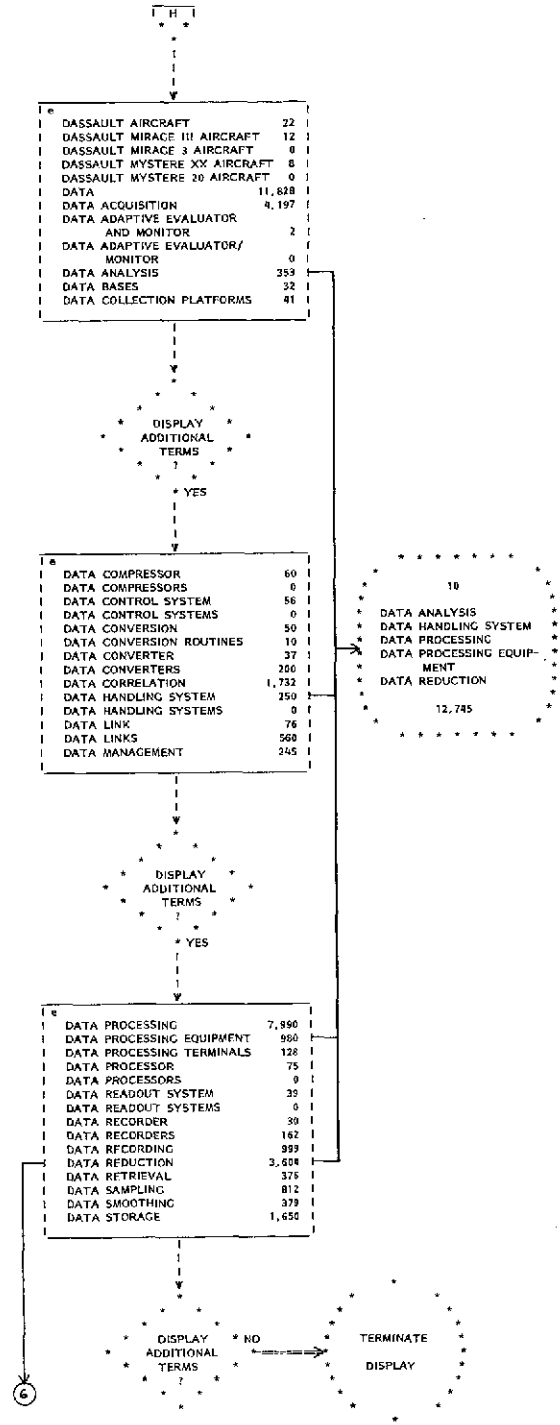 H
e
DASSAULT AIRCRAFT 22
DASSAULT MIRAGE III AIRCRAFT 12
DASSAULT MIRAGE 3 AIRCRAFT 0
DASSAULT MYSTERE XX AIRCRAFT 8
DASSAULT MYSTERE 20 AIRCRAFT 0
DATA 11,828
DATA ACQUISITION 4,197
DATA ADAPTIVE EVALUATOR
AND MONITOR 2
DATA ADAPTIVE EVALUATOR/
MONITOR 0
DATA ANALYSIS 353
DATA BASES 32
DATA COLLECTION PLATFORMS 41
DISPLAY
ADDITIONAL
TERMS
?
YES
e
DATA COMPRESSOR 60
DATA COMPRESSORS 0
DATA CONTROL SYSTEM 56
DATA CONTROL SYSTEMS 0
DATA CONVERSION 50
DATA CONVERSION ROUTINES 10
DATA CONVERTER 37
DATA CONVERTERS 200
DATA CORRELATION 1,732
DATA HANDLING SYSTEM 250
DATA HANDLING SYSTEMS 0
DATA LINK 76
DATA LINKS 560
DATA MANAGEMENT 245
10
DATA ANALYSIS
DATA HANDLING SYSTEM
DATA PROCESSING
DATA PROCESSING EQUIP-
MENT
DATA REDUCTION
12,745
DISPLAY
ADDITIONAL
TERMS
?
YES
e
DATA PROCESSING 7,990
DATA PROCESSING EQUIPMENT 980
DATA PROCESSING TERMINALS 128
DATA PROCESSOR 75
DATA PROCESSORS 0
DATA READOUT SYSTEM 39
DATA READOUT SYSTEMS 0
DATA RECORDER 30
DATA RECORDERS 162
DATA RECORDING 999
DATA REDUCTION 3,604
DATA RETRIEVAL 376
DATA SAMPLING 812
DATA SMOOTHING 379
DATA STORAGE 1,650
DISPLAY
ADDITIONAL
TERMS
?
NO
TERMINATE
DISPLAY
6